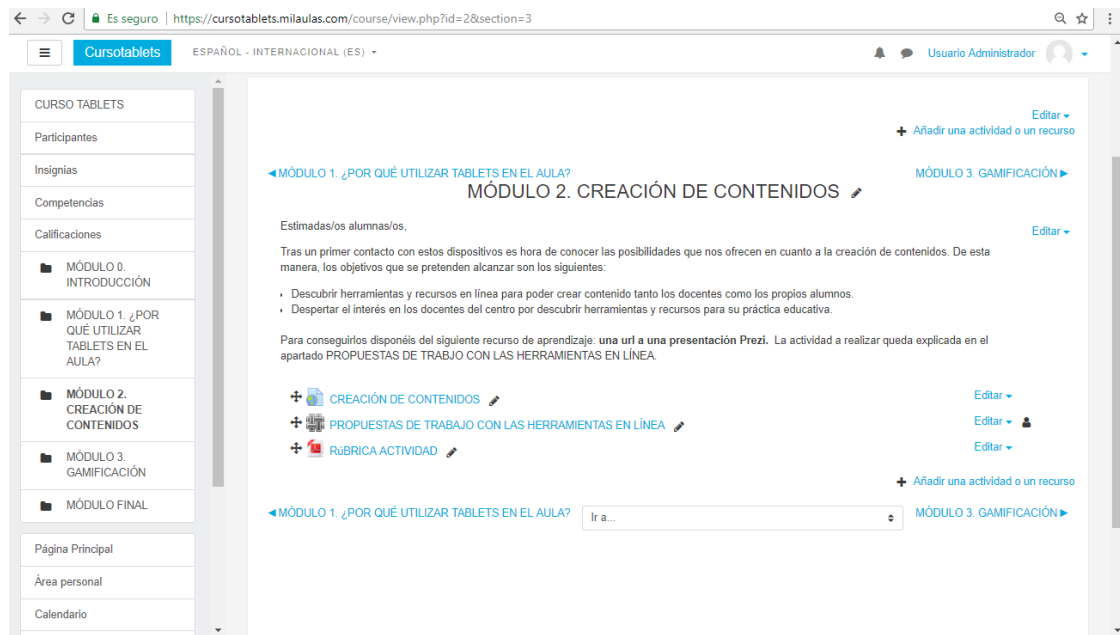 Es seguro | https://cursotablets.milaulas.com/course/view.php?id=2&section=3
Cursotablets
ESPAÑOL - INTERNACIONAL (ES)
Usuario Administrador
CURSO TABLETS
Participantes
Insignias
Competencias
Calificaciones
MÓDULO 0.
INTRODUCCIÓN
MÓDULO 1. ¿POR
QUÉ UTILIZAR
TABLETS EN EL
AULA?
MÓDULO 2.
CREACIÓN DE
CONTENIDOS
MÓDULO 3.
GAMIFICACIÓN
MÓDULO FINAL
Página Principal
Área personal
Calendario
Editar
Añadir una actividad o un recurso
MÓDULO 1. ¿POR QUÉ UTILIZAR TABLETS EN EL AULA?
MÓDULO 3. GAMIFICACIÓN
MÓDULO 2. CREACIÓN DE CONTENIDOS
Estimadas/os alumnas/os,
Editar
Tras un primer contacto con estos dispositivos es hora de conocer las posibilidades que nos ofrecen en cuanto a la creación de contenidos. De esta
manera, los objetivos que se pretenden alcanzar son los siguientes:
Descubrir herramientas y recursos en línea para poder crear contenido tanto los docentes como los propios alumnos.
Despertar el interés en los docentes del centro por descubrir herramientas y recursos para su práctica educativa.
Para conseguirlos disponéis del siguiente recurso de aprendizaje: una url a una presentación Prezi. La actividad a realizar queda explicada en el
apartado PROPUESTAS DE TRABJO CON LAS HERRAMIENTAS EN LÍNEA.
CREACIÓN DE CONTENIDOS
Editar
PROPUESTAS DE TRABAJO CON LAS HERRAMIENTAS EN LÍNEA
Editar
RúBRICA ACTIVIDAD
Editar
Añadir una actividad o un recurso
MÓDULO 1. ¿POR QUÉ UTILIZAR TABLETS EN EL AULA?
Ir a...
MÓDULO 3. GAMIFICACIÓN